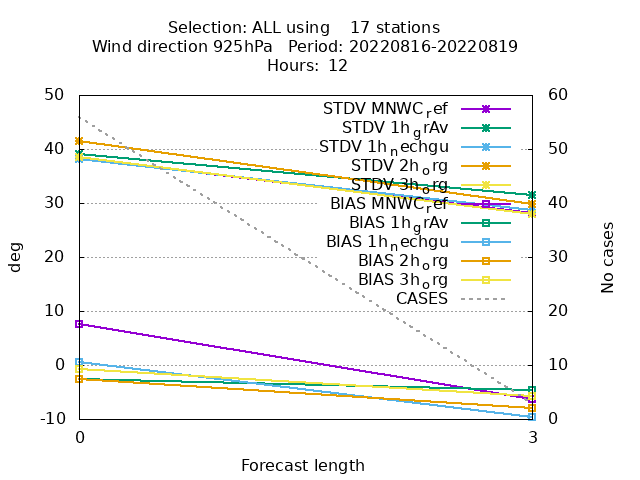 Selection: ALL using 17 stations
Wind direction 925hPa Period: 20220816-20220819
Hours: 12
50 60
STDV MNWC_ref
STDV 1h_grAv
40 50
STDV 1h_nechgu
STDV 2h_org
STDV 3h_org
30 40
BIAS MNWC_ref
BIAS 1h_grAv
BIAS 1h_nechgu
20 30
BIAS 2h_org
BIAS 3h_org
CASES
10 20
0 10
-10 0
0 3
deg
No cases
Forecast length